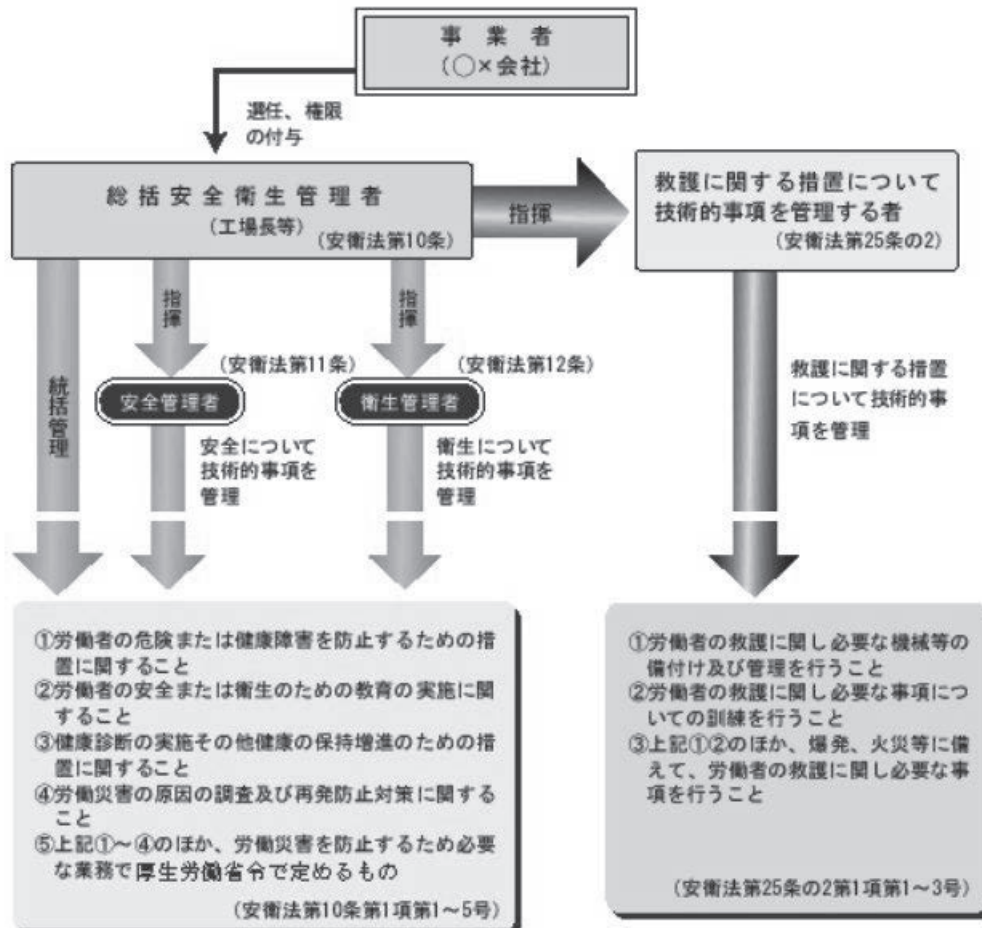 事業者
(○×会社)
選任、権限
の付与
総括安全衛生管理者
(工場長等)
(安衛法第10条)
指揮
救護に関する措置について
技術的事項を管理する者
(安衛法第25条の2)
統括管理
指揮
指揮
(安衛法第11条)
安全管理者
安全について
技術的事項を
管理
(安衛法第12条)
衛生管理者
衛生について
技術的事項を
管理
救護に関する措置
について技術的事
項を管理
①労働者の危険または健康障害を防止するための措
置に関すること
②労働者の安全または衛生のための教育の実施に関
すること
③健康診断の実施その他健康の保持増進のための措
置に関すること
④労働災害の原因の調査及び再発防止対策に関する
こと
⑤上記①～④のほか、労働災害を防止するため必要
な業務で厚生労働省令で定めるもの
(安衛法第10条第1項第1～5号)
①労働者の救護に関し必要な機械等の
備付け及び管理を行うこと
②労働者の救護に関し必要な事項につ
いての訓練を行うこと
③上記①②のほか、爆発、火災等に備
えて、労働者の救護に関し必要な事
項を行うこと
(安衛法第25条の2第1項第1～3号)